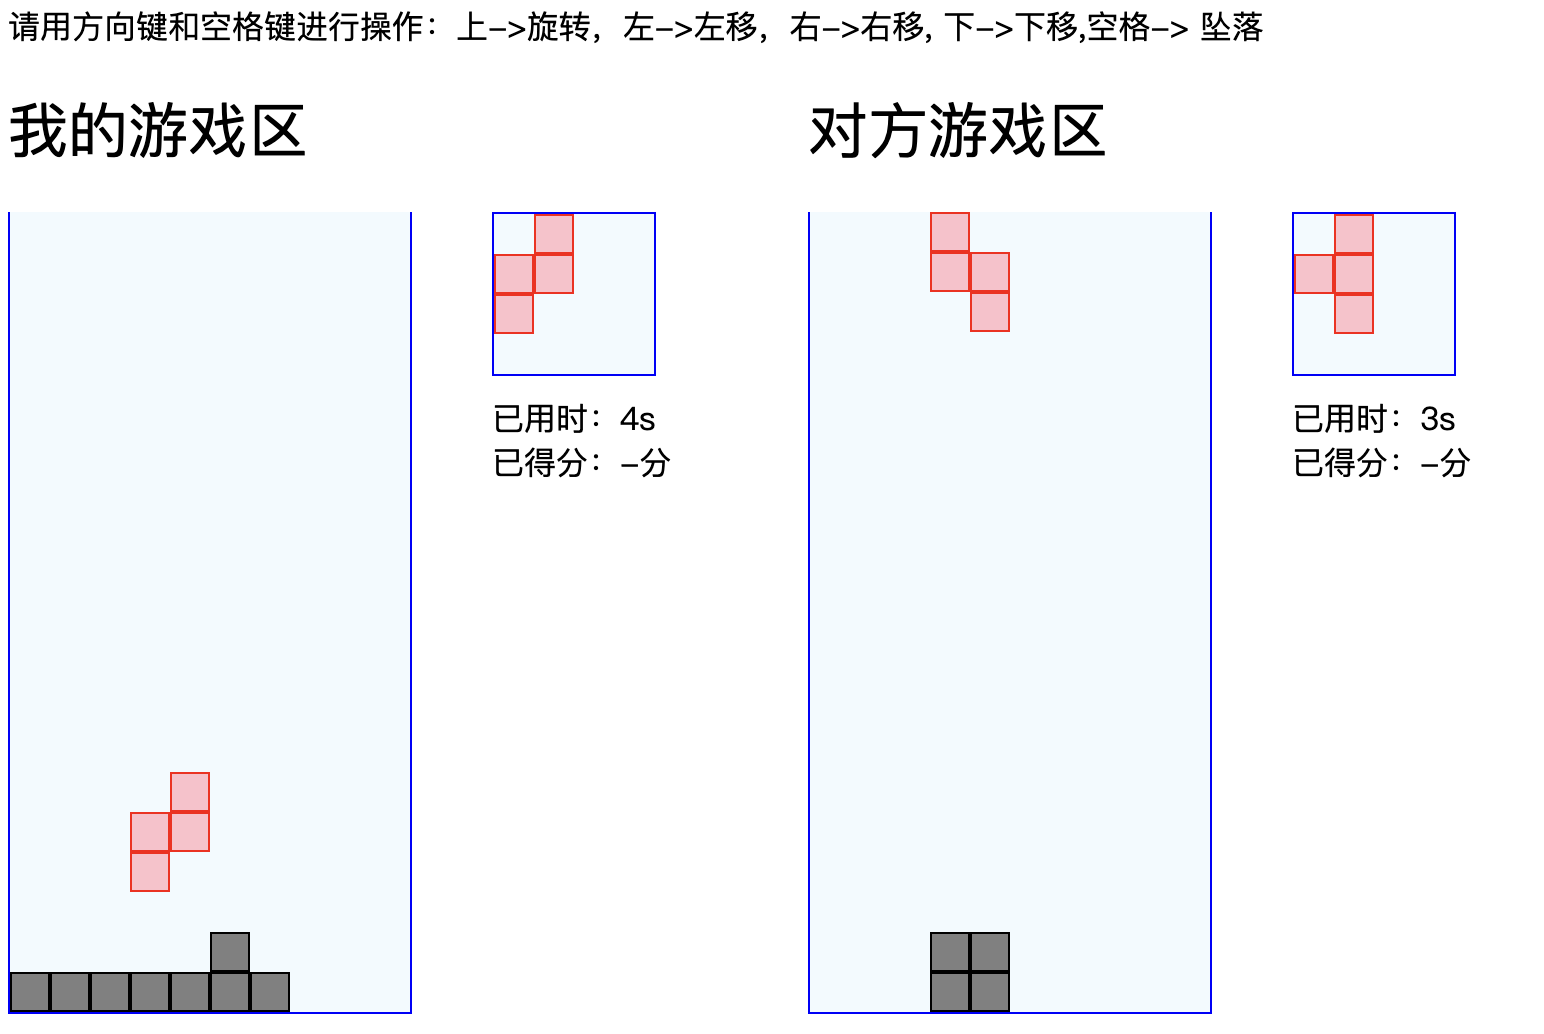 请用方向键和空格键进行操作：上->旋转，左->左移，右->右移, 下->下移,空格-> 坠落
我的游戏区
已用时：4s
已得分：-分
对方游戏区
已用时：3s
已得分：-分